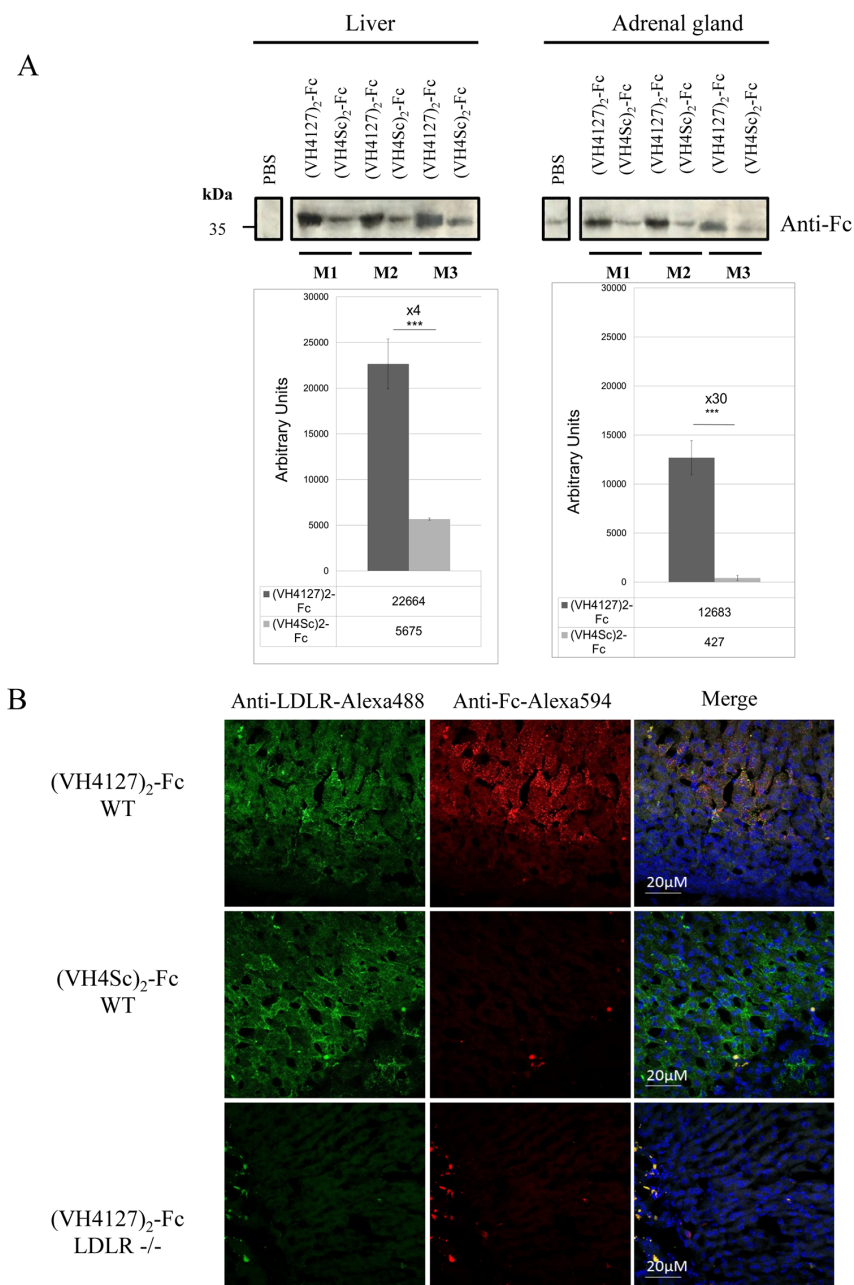 Liver
Adrenal gland
A
PBS
(VH4127)2-Fc
(VH4Sc)2-Fc
(VH4127)2-Fc
(VH4Sc)2-Fc
(VH4127)2-Fc
(VH4Sc)2-Fc
PBS
(VH4127)2-Fc
(VH4Sc)2-Fc
(VH4127)2-Fc
(VH4Sc)2-Fc
(VH4127)2-Fc
(VH4Sc)2-Fc
kDa
35
Anti-Fc
M1 M2 M3
M1 M2 M3
30000
25000
20000
15000
10000
5000
0
Arbitrary Units
x4
***
(VH4127)2-
Fc
22664
(VH4Sc)2-
Fc
5675
30000
25000
20000
15000
10000
5000
0
Arbitrary Units
x30
***
(VH4127)2-
Fc
12683
(VH4Sc)2-
Fc
427
B
Anti-LDLR-Alexa488
Anti-Fc-Alexa594
Merge
(VH4127)2-Fc
WT
20µM
(VH4Sc)2-Fc
WT
20µM
(VH4127)2-Fc
LDLR -/-
20µM